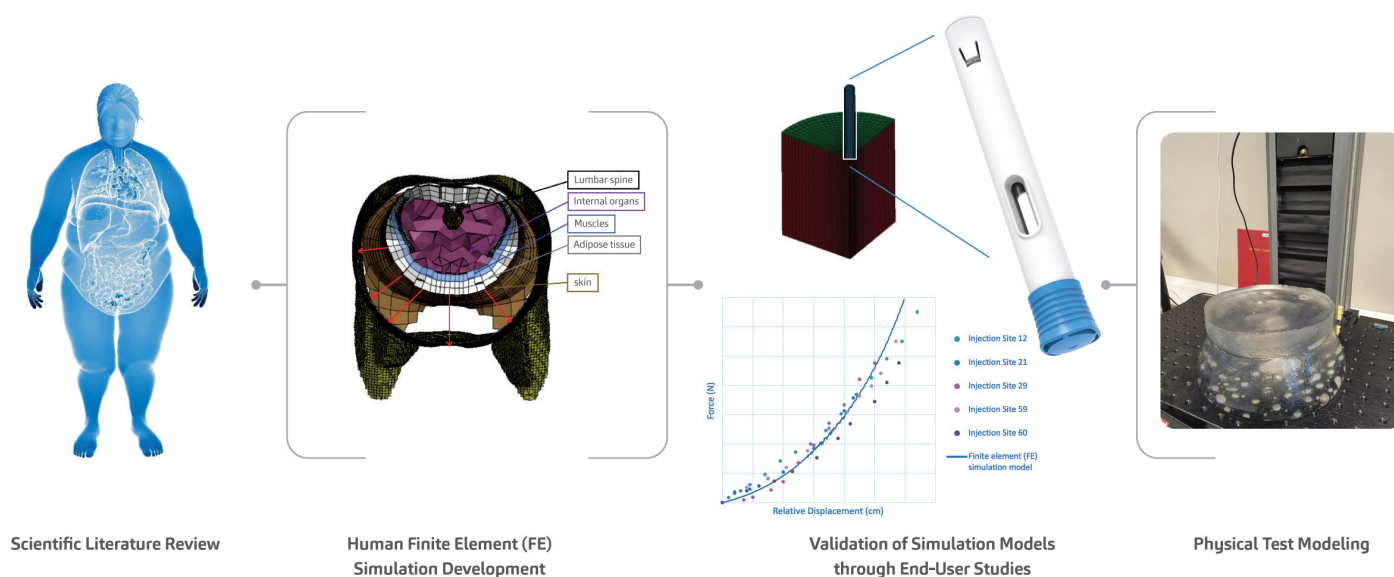 Lumbar spine
Internal organs
Muscles
Adipose tissue
skin
Force (N)
Relative Displacement (cm)
Injection Site 12
Injection Site 21
Injection Site 29
Injection Site 59
Injection Site 60
Finite element (FE)
simulation model
Scientific Literature Review
Human Finite Element (FE)
Simulation Development
Validation of Simulation Models
through End-User Studies
Physical Test Modeling